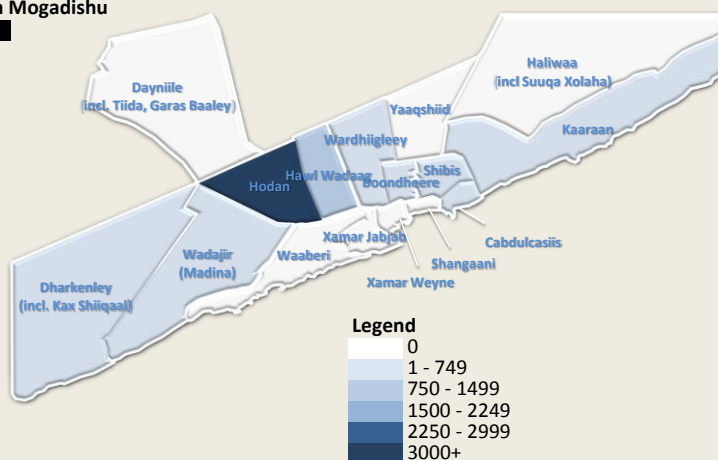 Mogadishu
Haliwaa
(incl Suuqa Xolaha)
Dayniile
(incl. Tiida, Garas Baaley)
Yaaqshiid
Kaaraan
Wardhiigleey
Hawl Wadaag
Shibis
Boondheere
Hodan
Xamar Jabjab
Cabdulcasiis
Wadajir
(Madina)
Waaberi
Shangaani
Xamar Weyne
Dharkenley
(incl. Kax Shiiqaal)
Legend
0
1 - 749
750 - 1499
1500 - 2249
2250 - 2999
3000+